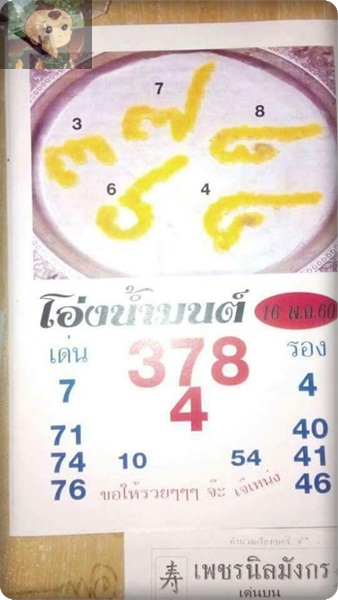 7
3 8
๓ ๗ ๘
6 4
๖ ๔
โอ่งน้ำมนต์ 16 พ.ค. 60
เด่น 378 รอง
7 4 4
71 40
74 10 54 41
76 ขอให้รวยๆๆๆ จ๊ะ เจ๊เหน่ง 46
寿 เพชรนิลมังกร
เด่นบน